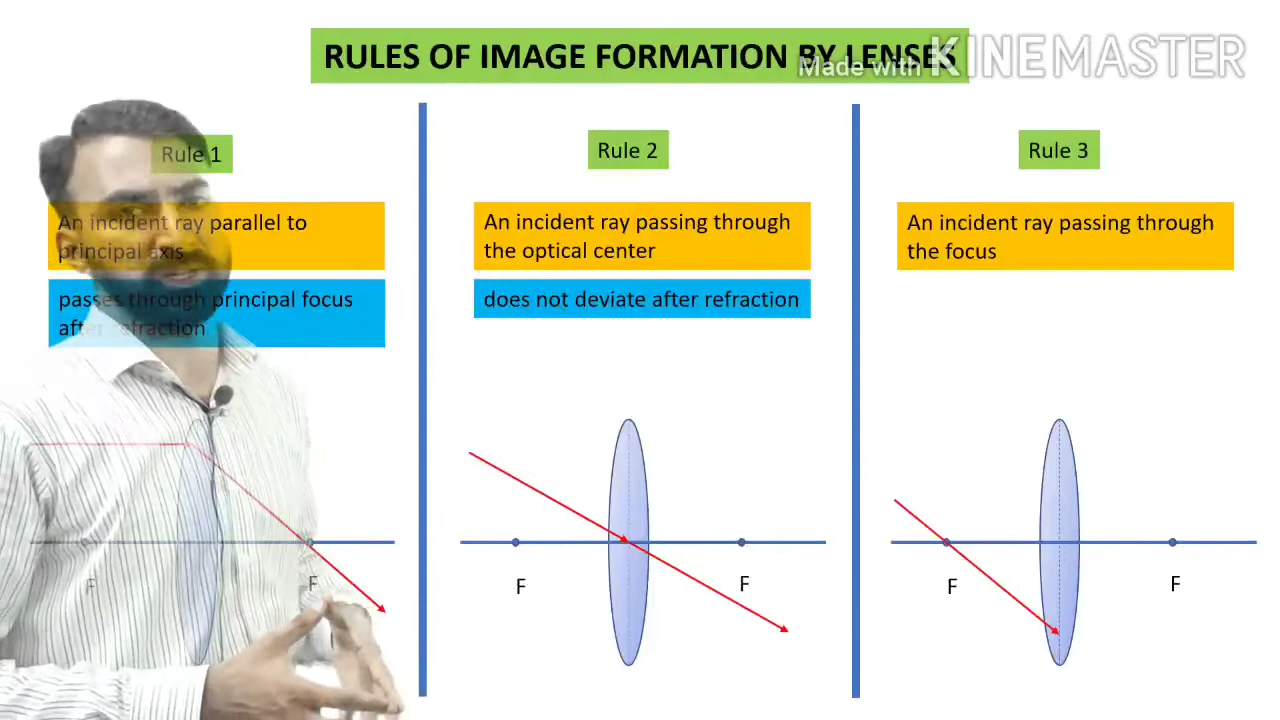 RULES OF IMAGE FORMATION BY LENSES
Made with KINEMASTER
Rule 1
An incident ray parallel to
principal axis
passes through principal focus
after refraction
F
F
Rule 2
An incident ray passing through
the optical center
does not deviate after refraction
F
F
Rule 3
An incident ray passing through
the focus
F
F